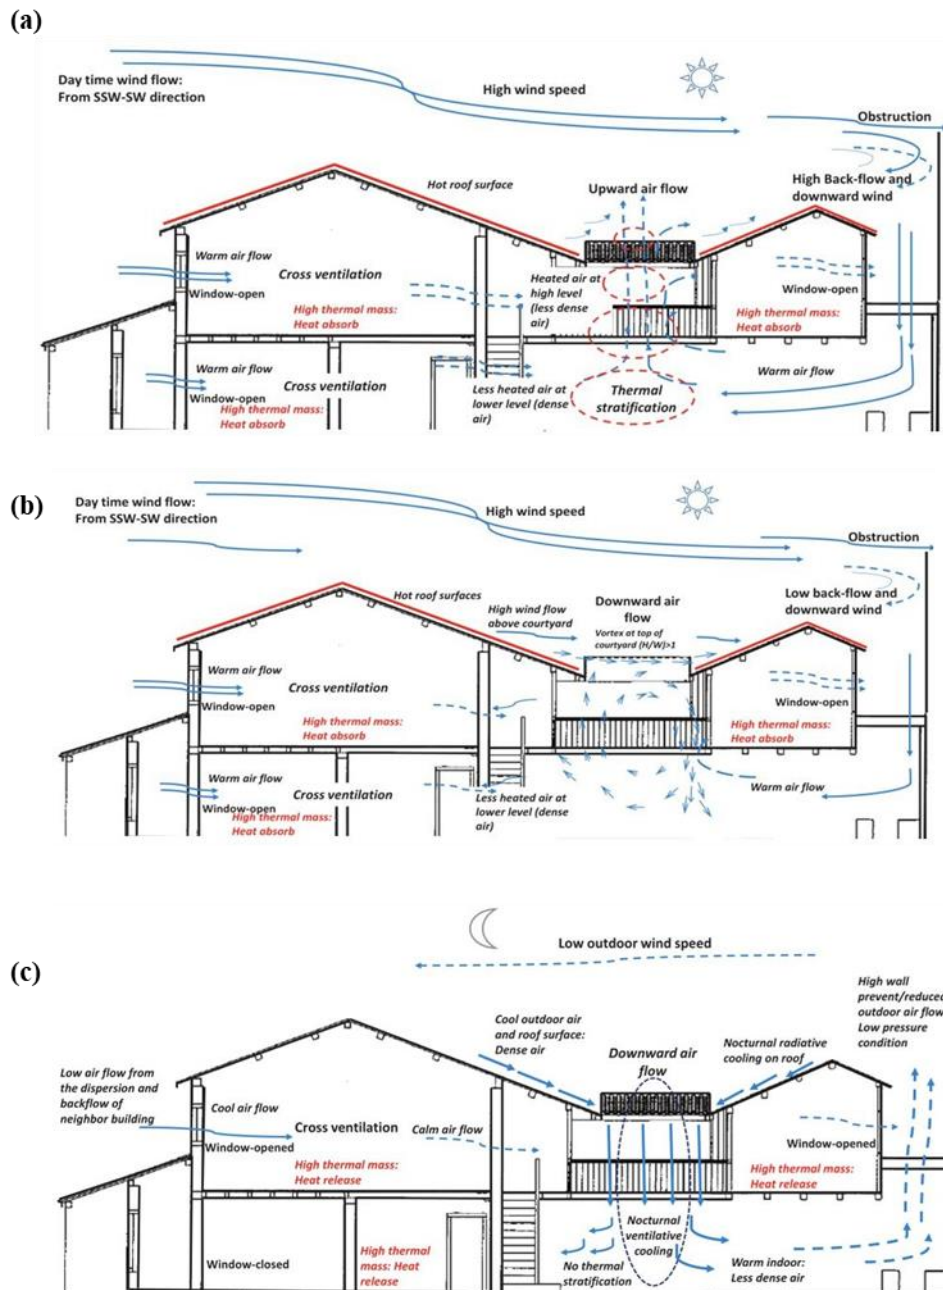 (a)
Day time wind flow:
From SSW-SW direction
High wind speed
Obstruction
Hot roof surface
Upward air flow
High Back-flow and
downward wind
Warm air flow
Cross ventilation
Window-open
Heated air at
high level
(less dense
air)
Window-open
High thermal mass:
Heat absorb
High thermal mass:
Heat absorb
Warm air flow
Window-open
Cross ventilation
High thermal mass:
Heat absorb
Less heated air at
lower level (dense
air)
Thermal
stratification
Warm air flow
(b)
Day time wind flow:
From SSW-SW direction
High wind speed
Obstruction
Hot roof surfaces
High wind flow
above courtyard
Downward air
flow
Vortex at top of
courtyard (H/W)>1
Low back-flow and
downward wind
Warm air flow
Window-open
Cross ventilation
High thermal mass:
Heat absorb
Window-open
High thermal mass:
Heat absorb
Warm air flow
Window-open
Cross ventilation
High thermal mass:
Heat absorb
Less heated air at
lower level (dense
air)
Warm air flow
(c)
Low outdoor wind speed
High wall
prevent/reduced
outdoor air flow
Low pressure
condition
Cool outdoor air
and roof surface:
Dense air
Downward air
flow
Nocturnal radiative
cooling on roof
Low air flow from
the dispersion and
backflow of
neighbor building
Cool air flow
Window-opened
Cross ventilation
Calm air flow
High thermal mass:
Heat release
Window-opened
High thermal mass:
Heat release
Window-closed
High thermal
mass: Heat
release
No thermal
stratification
Nocturnal
ventilative
cooling
Warm indoor:
Less dense air